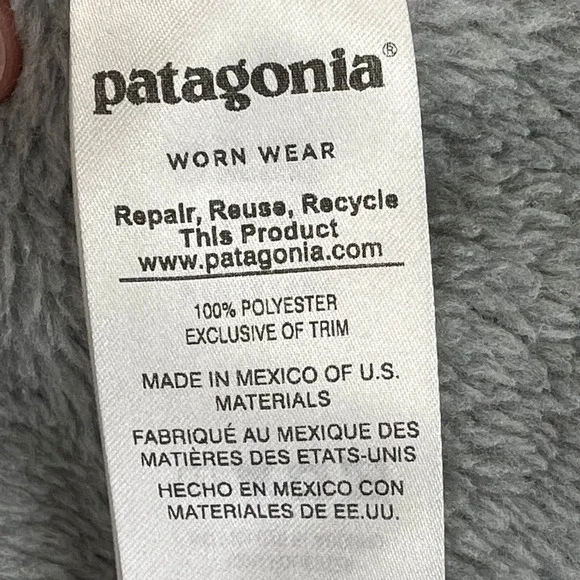 patagonia®
WORN WEAR
Repair, Reuse, Recycle
This Product
www.patagonia.com
100% POLYESTER
EXCLUSIVE OF TRIM
MADE IN MEXICO OF U.S.
MATERIALS
FABRIQUÉ AU MEXIQUE DES
MATIÈRES DES ETATS-UNIS
HECHO EN MEXICO CON
MATERIALES DE EE.UU.